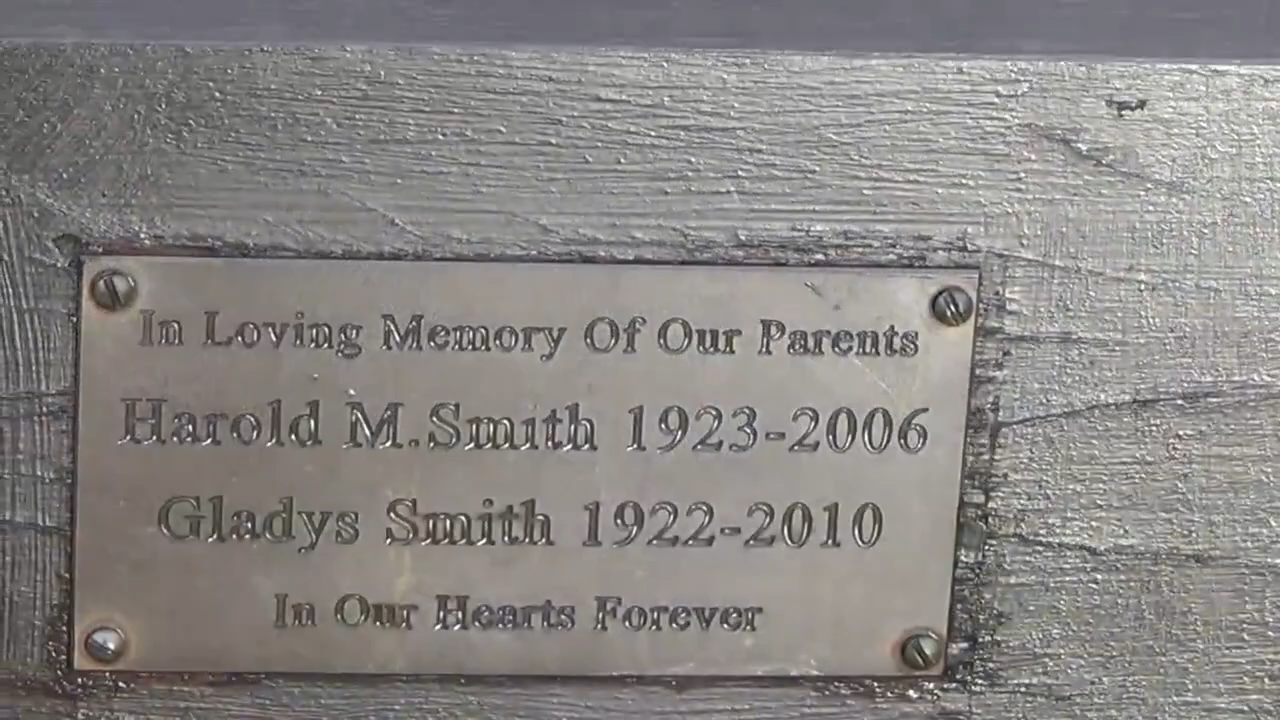 In Loving Memory Of Our Parents
Harold M.Smith 1923-2006
Gladys Smith 1922-2010
In Our Hearts Forever